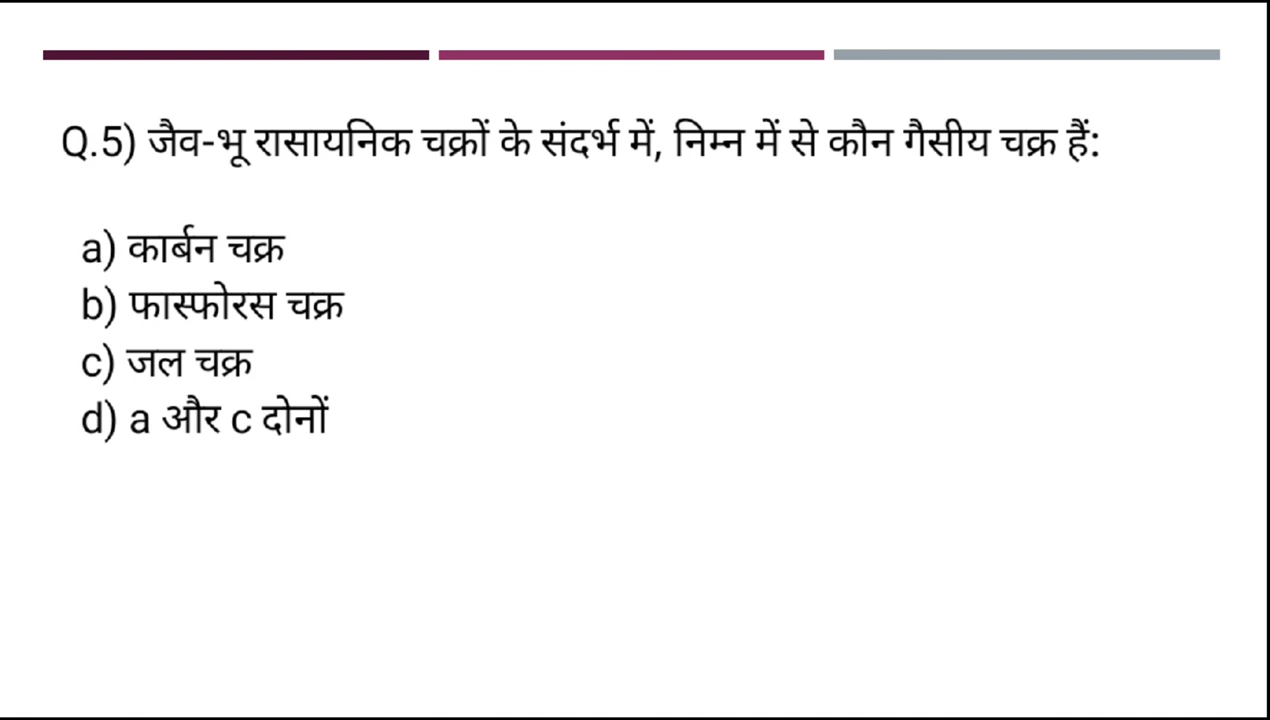 Q.5) जैव-भू रासायनिक चक्रों के संदर्भ में, निम्न में से कौन गैसीय चक्र हैं:
a) कार्बन चक्र
b) फास्फोरस चक्र
c) जल चक्र
d) a और c दोनों